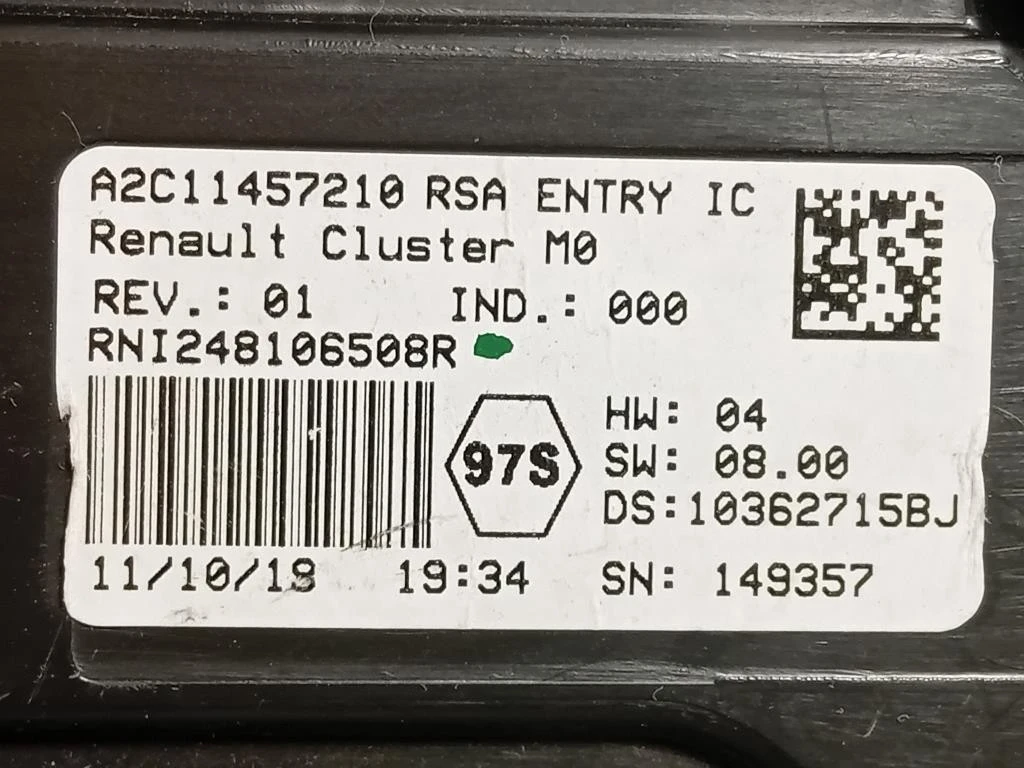 A2C11457210 RSA ENTRY IC
Renault Cluster M0
REV.: 01 IND.: 000
RNI248106508R
97S
HW: 04
SW: 08.00
DS:10362715BJ
11/10/18 19:34 SN: 149357